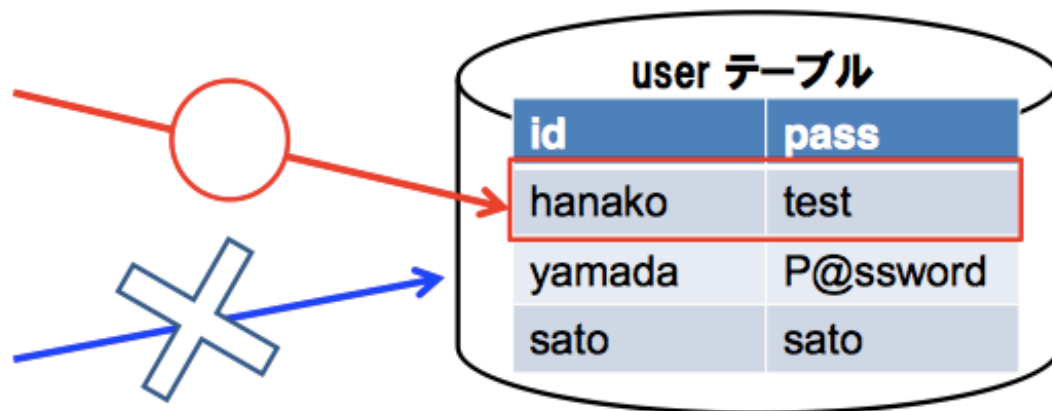 user テーブル
id pass
hanako test
yamada P@ssword
sato sato